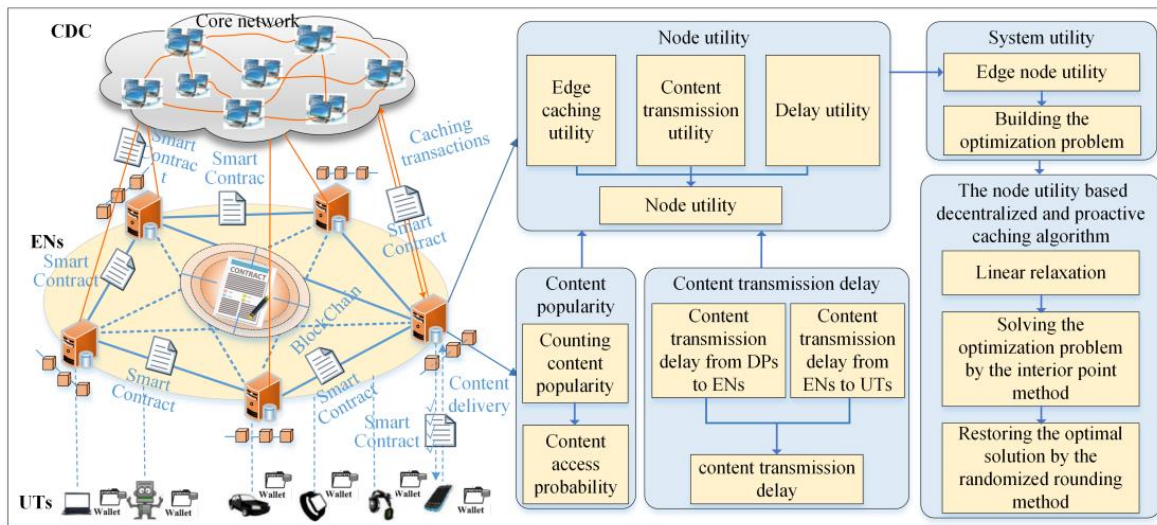 CDC
Core network
Smart
Contrac
t
Smart
Contrac
Caching
transactions
Smart
Contract
ENs
Smart
Contract
CONTRACT
BlockChain
Smart
Contract
Smart
Contract
Content
delivery
Smart
Contract
UTs
Wallet
Wallet
Wallet
Wallet
Wallet
Wallet
Node utility
Edge
caching
utility
Content
transmission
utility
Delay utility
Node utility
Content
popularity
Counting
content
popularity
Content
access
probability
Content transmission delay
Content
transmission
delay from DPs
to ENs
Content
transmission
delay from
ENs to UTs
content transmission
delay
System utility
Edge node utility
Building the
optimization problem
The node utility based
decentralized and proactive
caching algorithm
Linear relaxation
Solving the
optimization problem
by the interior point
method
Restoring the optimal
solution by the
randomized rounding
method